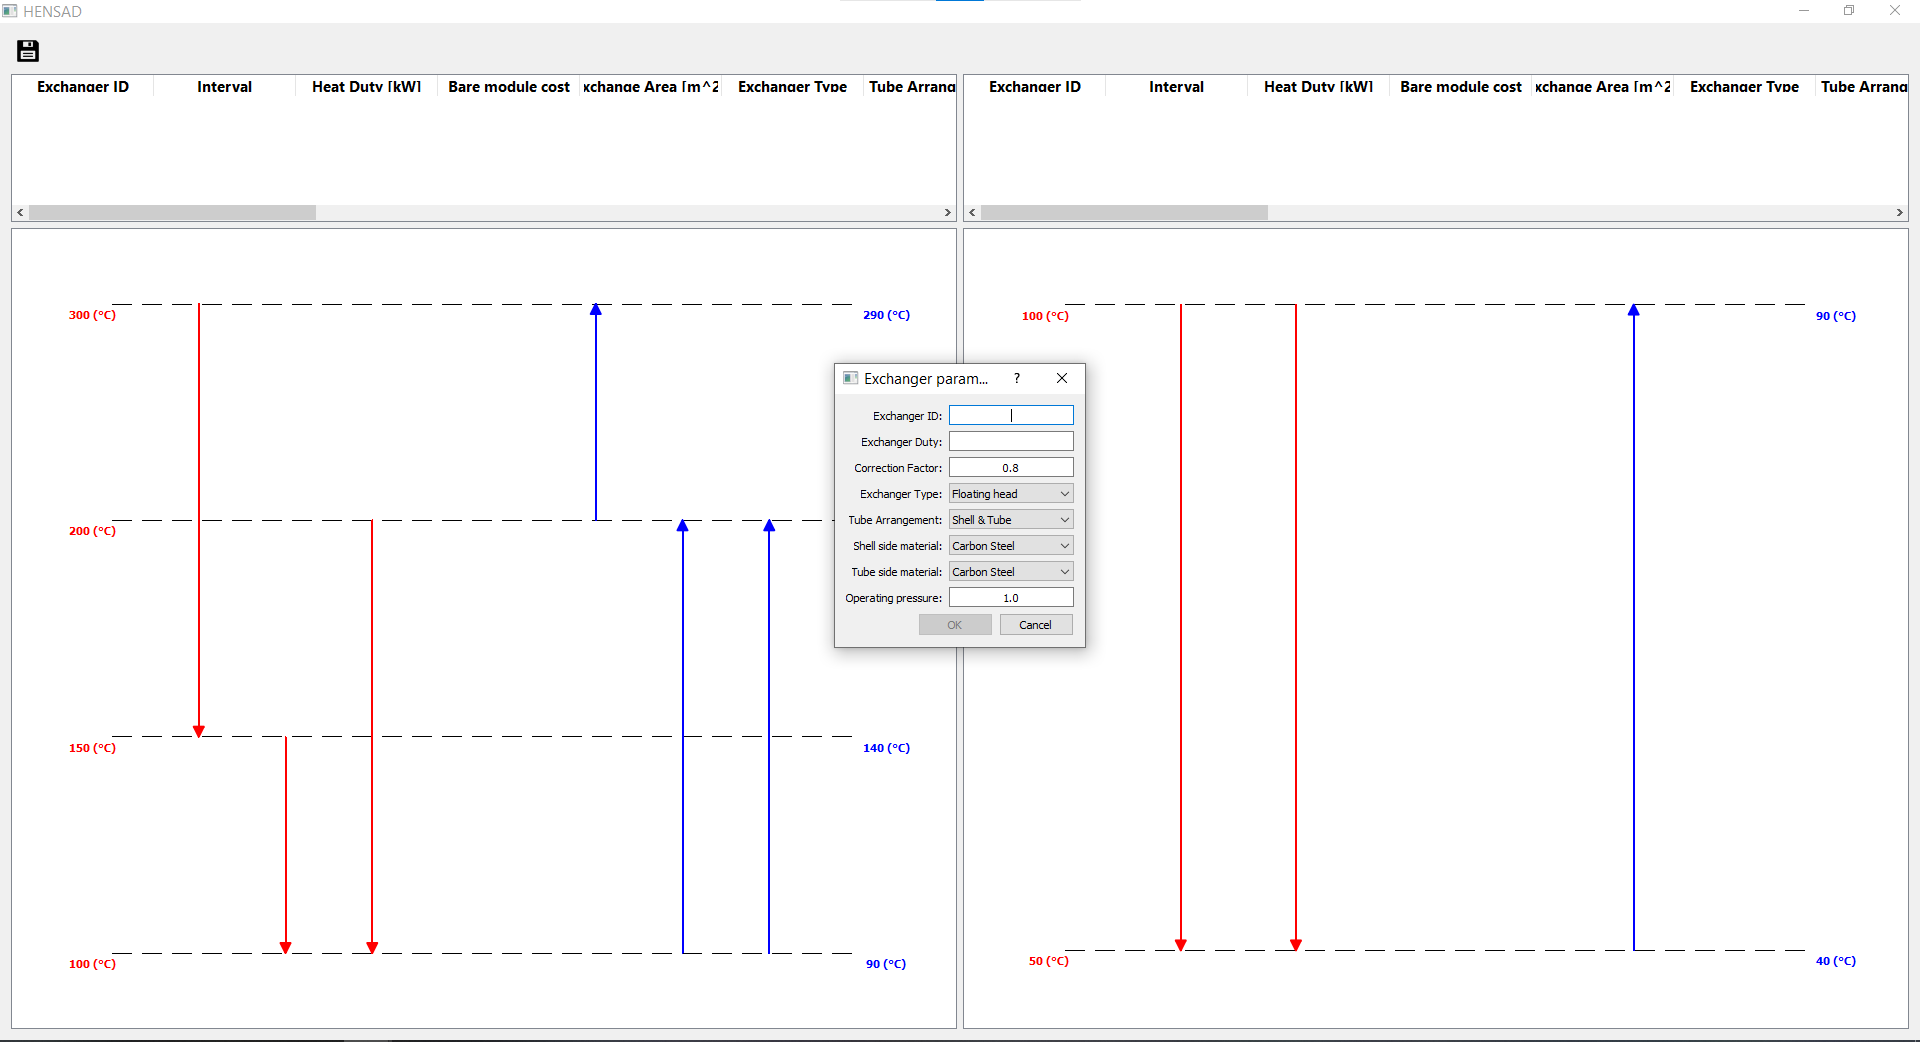 HENSAD
Exchanger ID Interval Heat Duty [kW] Bare module cost xchange Area [m^2 Exchanger Type Tube Arrang
Exchanger ID Interval Heat Duty [kW] Bare module cost xchange Area [m^2 Exchanger Type Tube Arrang
300 (°C) 290 (°C)
200 (°C)
150 (°C) 140 (°C)
100 (°C) 90 (°C)
Exchanger param... ?
Exchanger ID:
Exchanger Duty:
Correction Factor: 0.8
Exchanger Type: Floating head
Tube Arrangement: Shell & Tube
Shell side material: Carbon Steel
Tube side material: Carbon Steel
Operating pressure: 1.0
OK Cancel
100 (°C) 90 (°C)
50 (°C) 40 (°C)